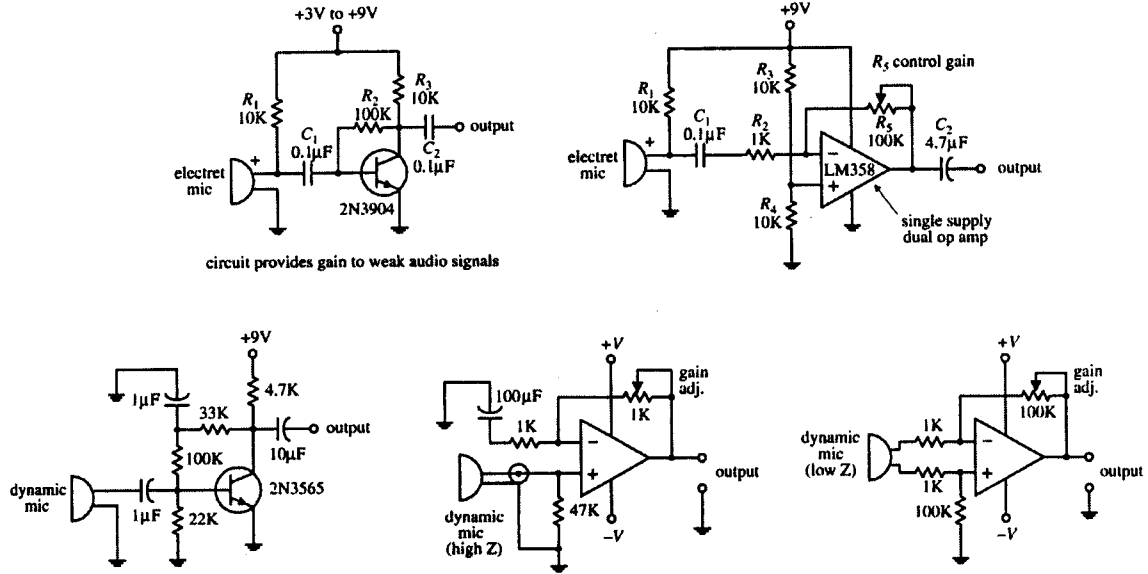 +3V to +9V
R1
10K
R2
100K
R3
10K
C1
0.1µF
C2
0.1µF
output
+
electret
mic
2N3904
circuit provides gain to weak audio signals
+9V
R5 control gain
R1
10K
R3
10K
C1
0.1µF
R2
1K
R5
100K
C2
4.7µF
electret
mic
+
−
LM358
+
output
R4
10K
single supply
dual op amp
+9V
4.7K
1µF
33K
output
10µF
100K
2N3565
dynamic
mic
1µF
22K
+V
gain
adj.
100µF
1K
1K
−
+
output
dynamic
mic
(high Z)
47K
−V
+V
gain
adj.
100K
1K
dynamic
mic
(low Z)
−
+
1K
output
100K
−V